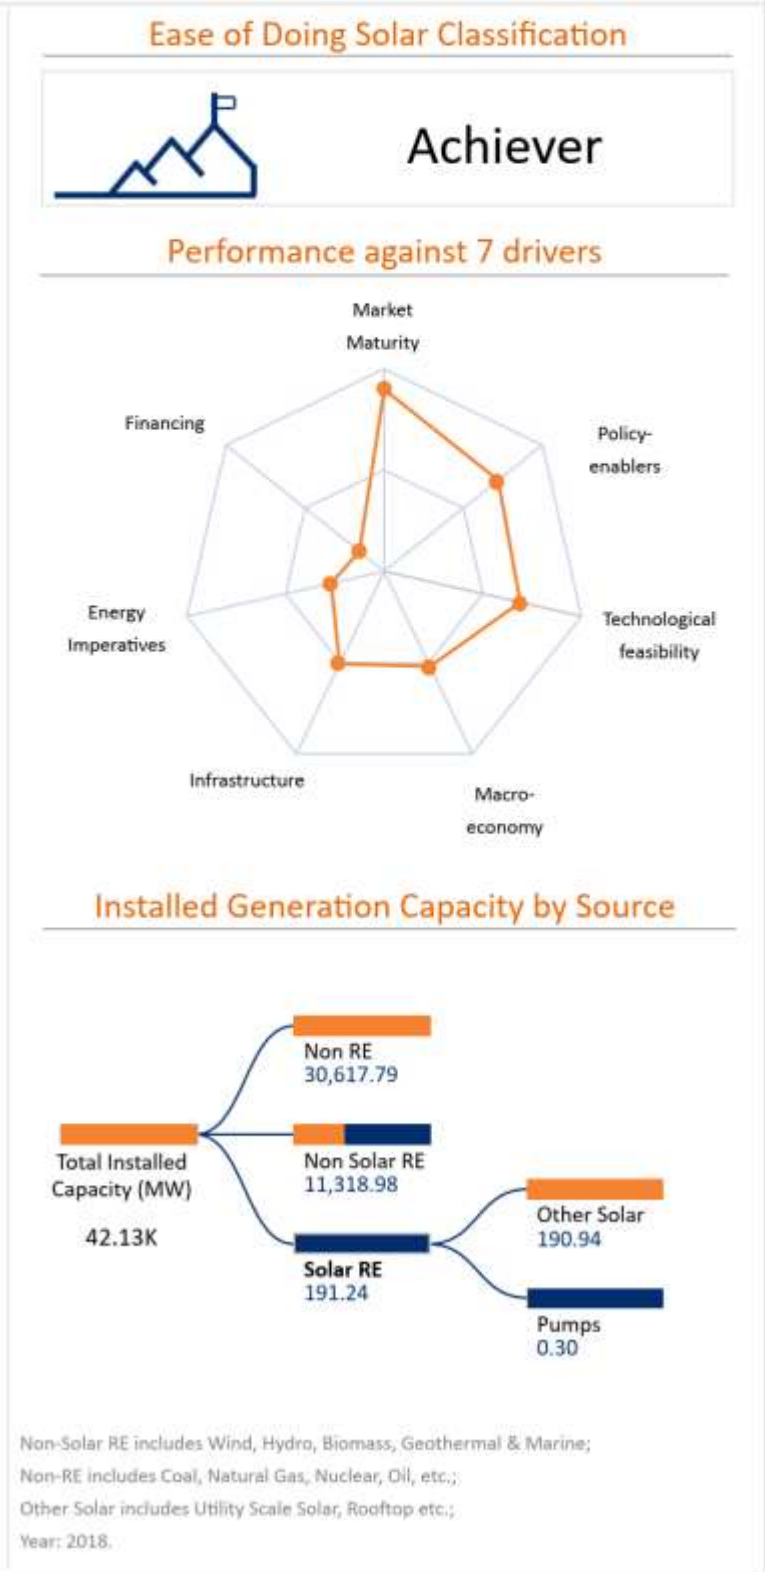 Ease of Doing Solar Classification
Achiever
Performance against 7 drivers
Market
Maturity
Financing
Policy-
enablers
Energy
Imperatives
Technological
feasibility
Infrastructure
Macro-
economy
Installed Generation Capacity by Source
Non RE
30,617.79
Total Installed
Capacity (MW)
42.13K
Non Solar RE
11,318.98
Solar RE
191.24
Other Solar
190.94
Pumps
0.30
Non-Solar RE includes Wind, Hydro, Biomass, Geothermal & Marine;
Non-RE includes Coal, Natural Gas, Nuclear, Oil, etc.;
Other Solar includes Utility Scale Solar, Rooftop etc.;
Year: 2018.